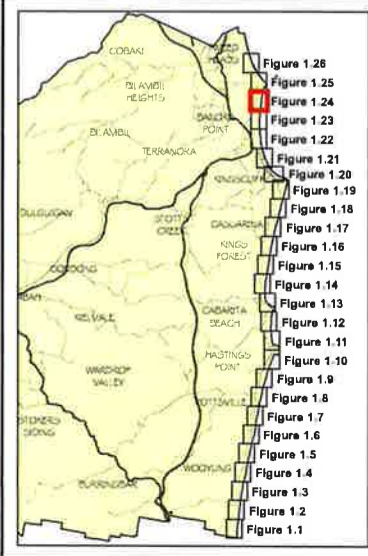 COBAKI
HEADS
Figure 1.26
Figure 1.25
BILAMBIL
HEIGHTS
Figure 1.24
BANORA
POINT
Figure 1.23
BILAMBIL
Figure 1.22
TERRANORA
Figure 1.21
Figure 1.20
KINGSCLIFF
Figure 1.19
DULGUIGAN
Figure 1.18
CASUARINA
Figure 1.17
KINGS
FOREST
Figure 1.16
Figure 1.15
Figure 1.14
Figure 1.13
CABARITA
BEACH
Figure 1.12
Figure 1.11
HASTINGS
POINT
Figure 1.10
WARDROP
VALLEY
Figure 1.9
POTTSVILLE
Figure 1.8
Figure 1.7
STOKERS
SIDING
Figure 1.6
Figure 1.5
WOOYUNG
Figure 1.4
BURRINGBAR
Figure 1.3
Figure 1.2
Figure 1.1